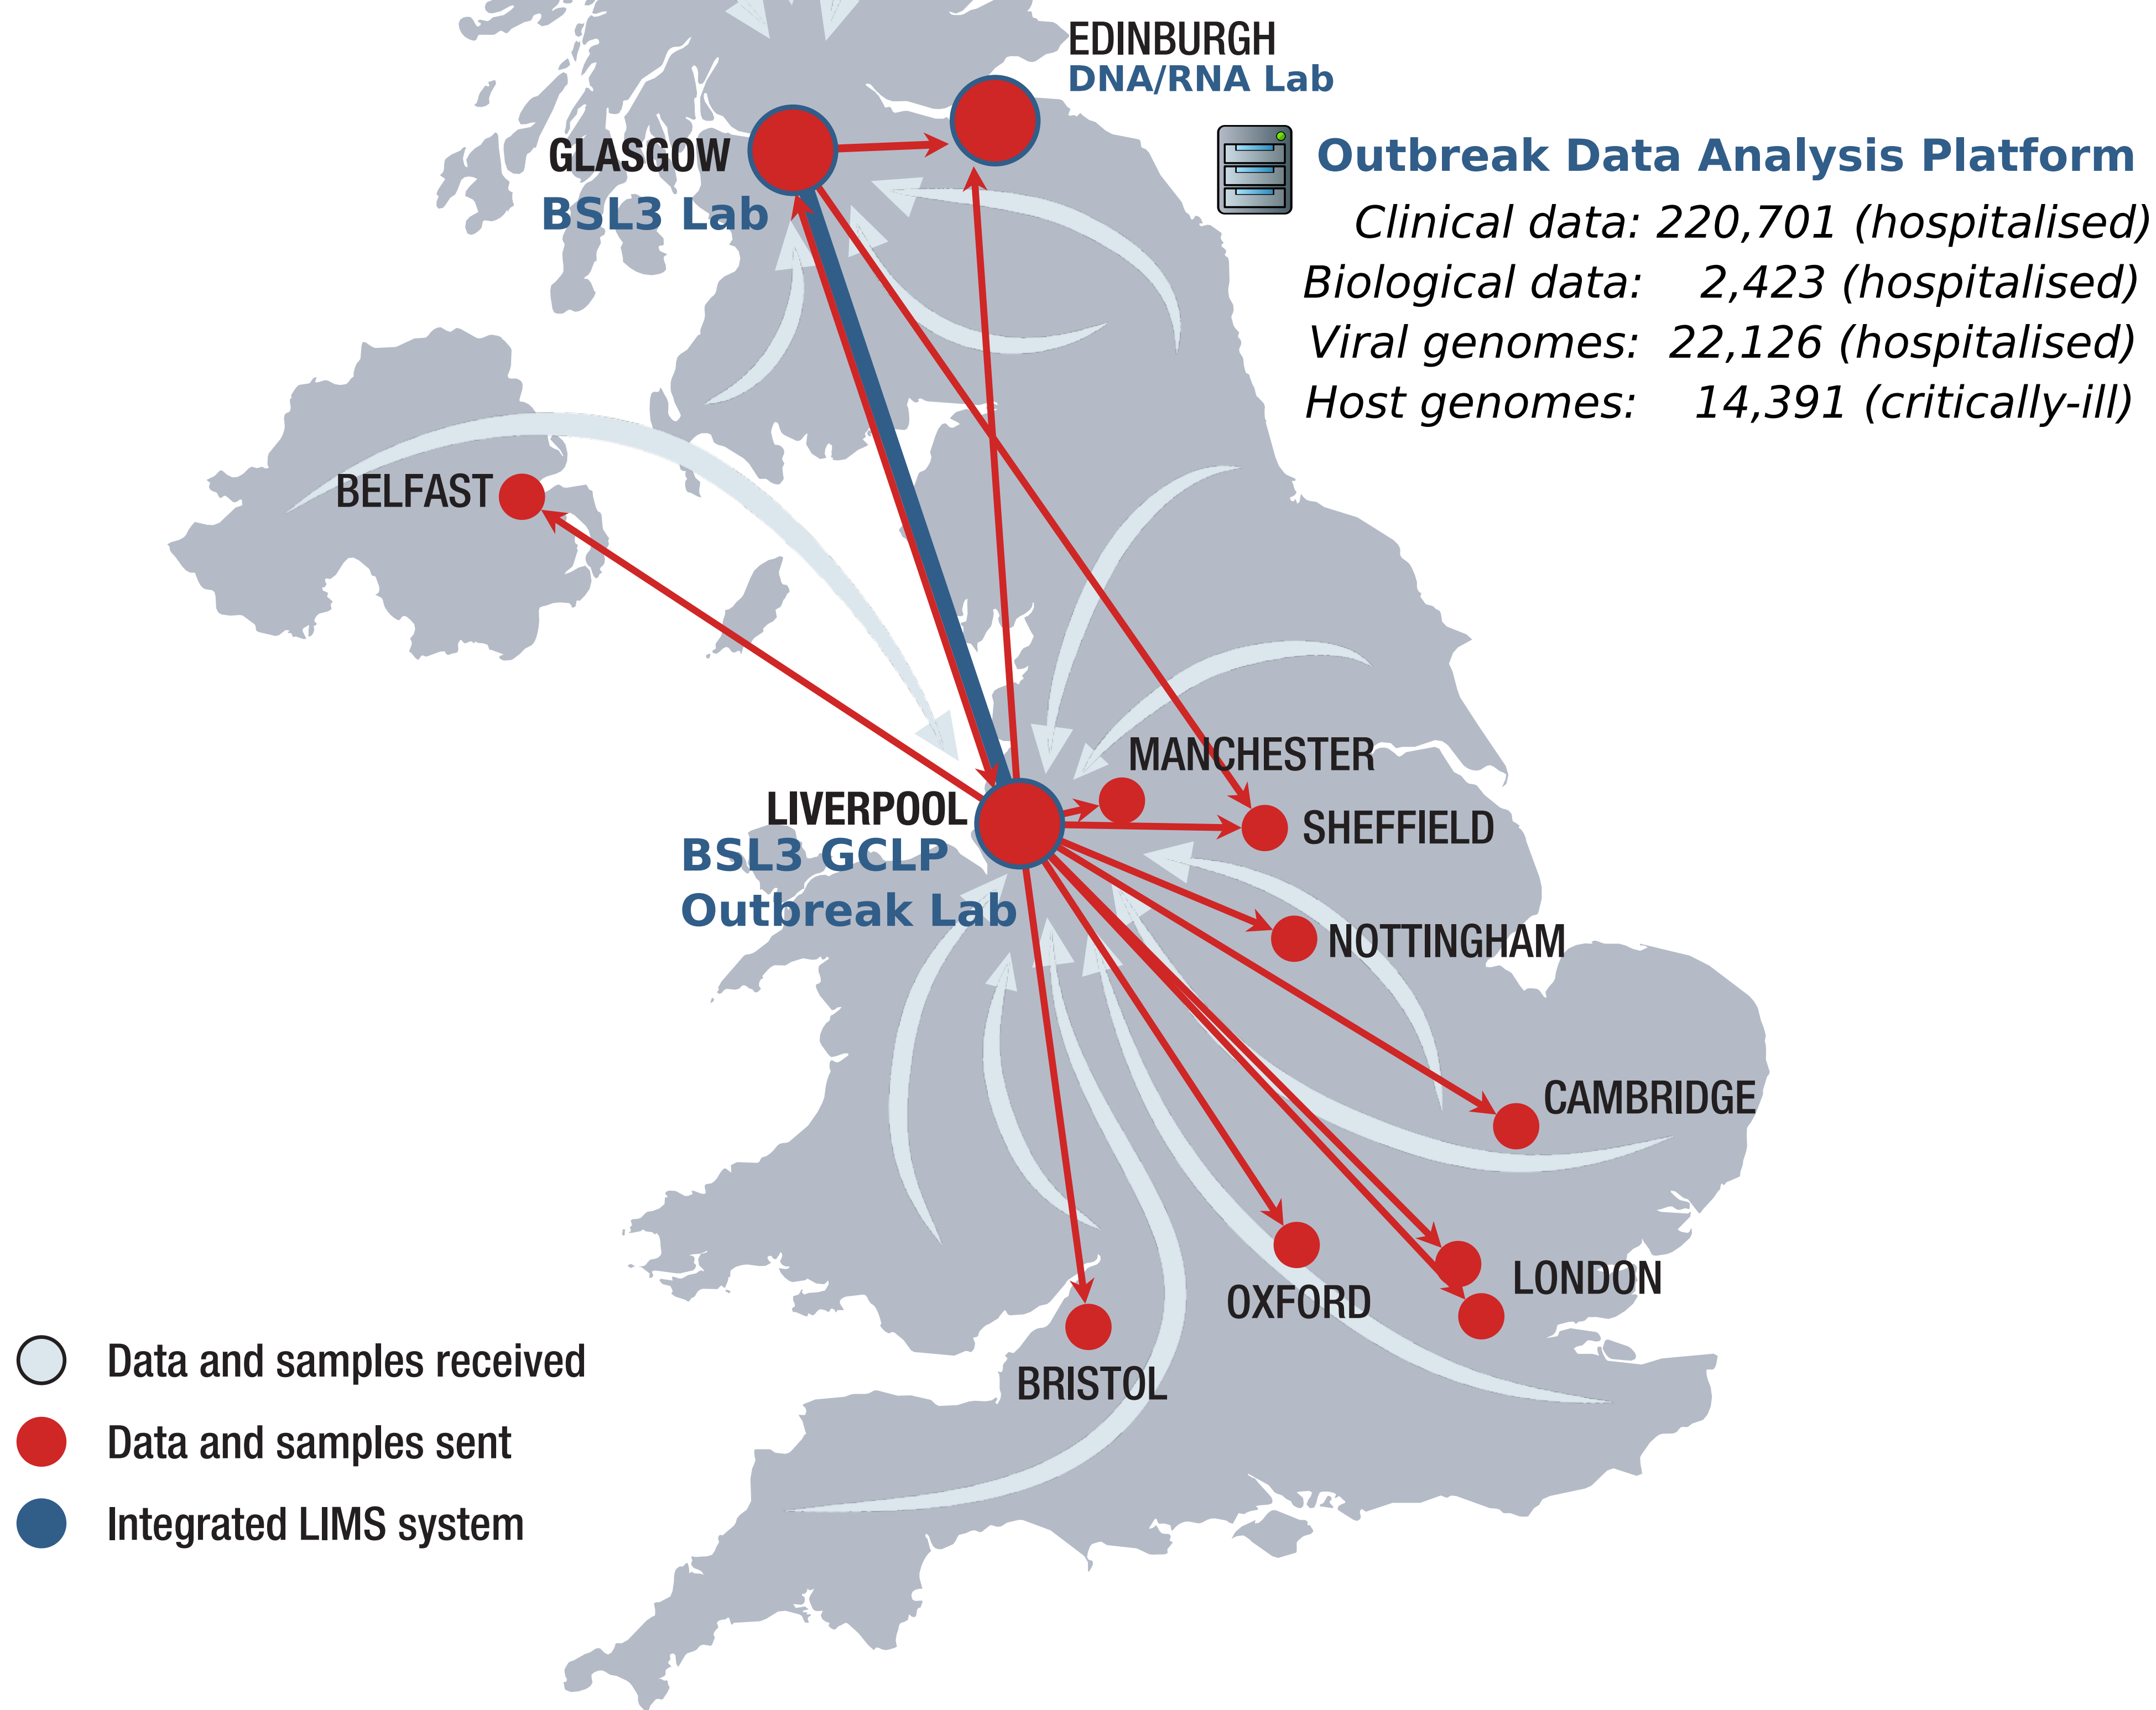 EDINBURGH
DNA/RNA Lab
GLASGOW
BSL3 Lab
Outbreak Data Analysis Platform
Clinical data: 220,701 (hospitalised)
Biological data: 2,423 (hospitalised)
Viral genomes: 22,126 (hospitalised)
Host genomes: 14,391 (critically-ill)
BELFAST
MANCHESTER
LIVERPOOL
BSL3 GCLP
Outbreak Lab
SHEFFIELD
NOTTINGHAM
CAMBRIDGE
LONDON
OXFORD
BRISTOL
Data and samples received
Data and samples sent
Integrated LIMS system